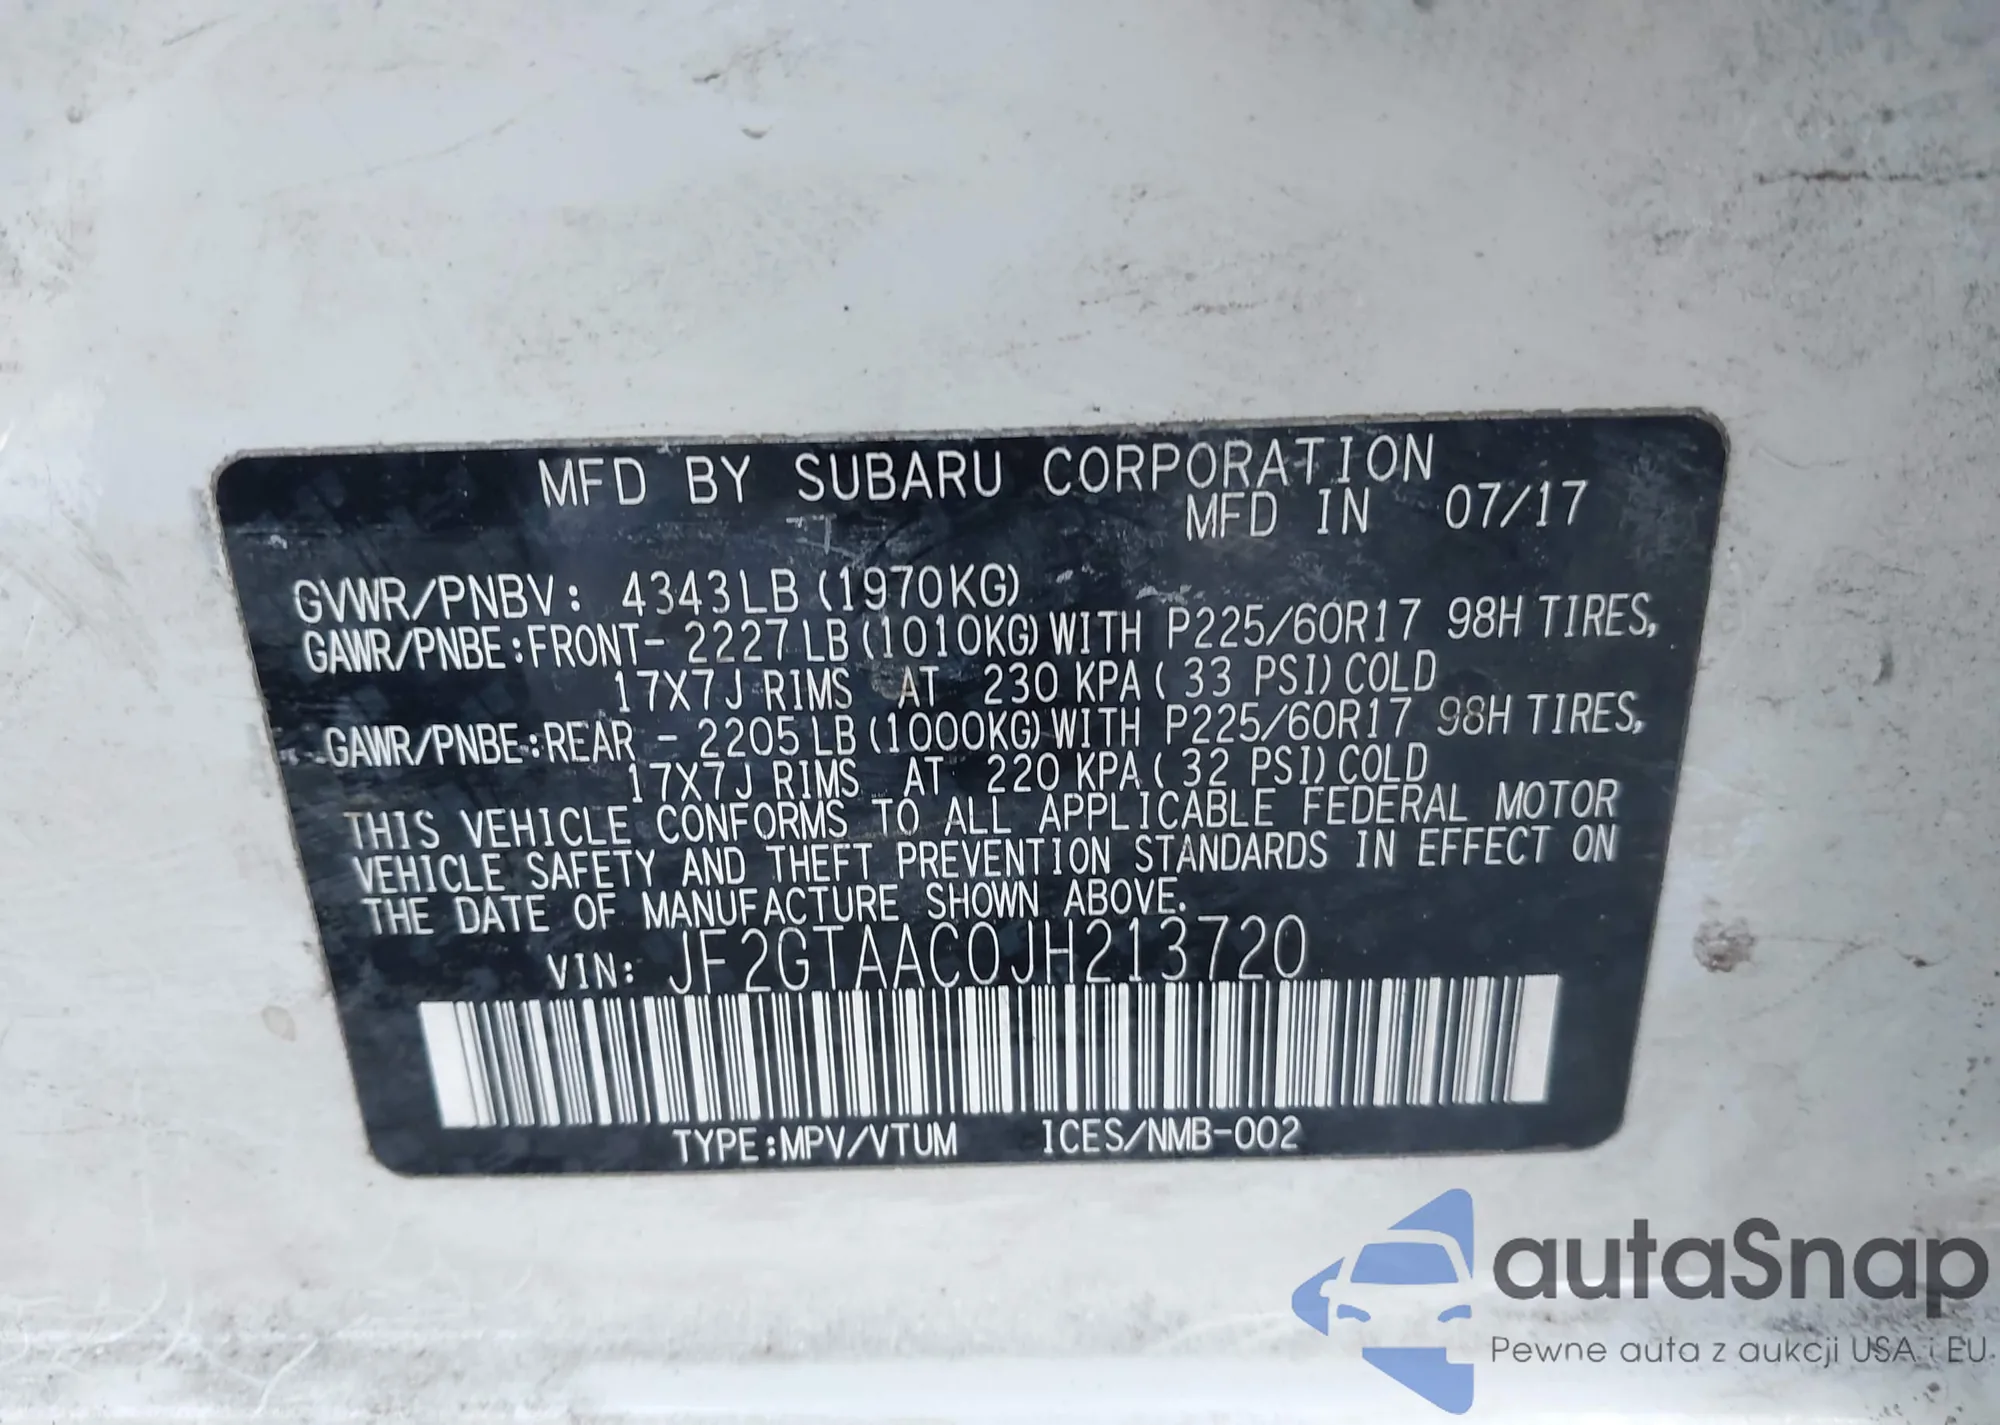 MFD BY SUBARU CORPORATION
MFD IN 07/17
GVWR/PNBV: 4343LB (1970KG)
GAWR/PNBE:FRONT- 2227LB (1010KG) WITH P225/60R17 98H TIRES,
17X7J RIMS AT 230 KPA ( 33 PSI) COLD
GAWR/PNBE:REAR - 2205LB (1000KG) WITH P225/60R17 98H TIRES,
17X7J RIMS AT 220 KPA ( 32 PSI) COLD
THIS VEHICLE CONFORMS TO ALL APPLICABLE FEDERAL MOTOR
VEHICLE SAFETY AND THEFT PREVENTION STANDARDS IN EFFECT ON
THE DATE OF MANUFACTURE SHOWN ABOVE.
VIN: JF2GTAAC0JH213720
TYPE:MPV/VTUM ICES/NMB-002
autaSnap
Pewne auta z aukcji USA i EU